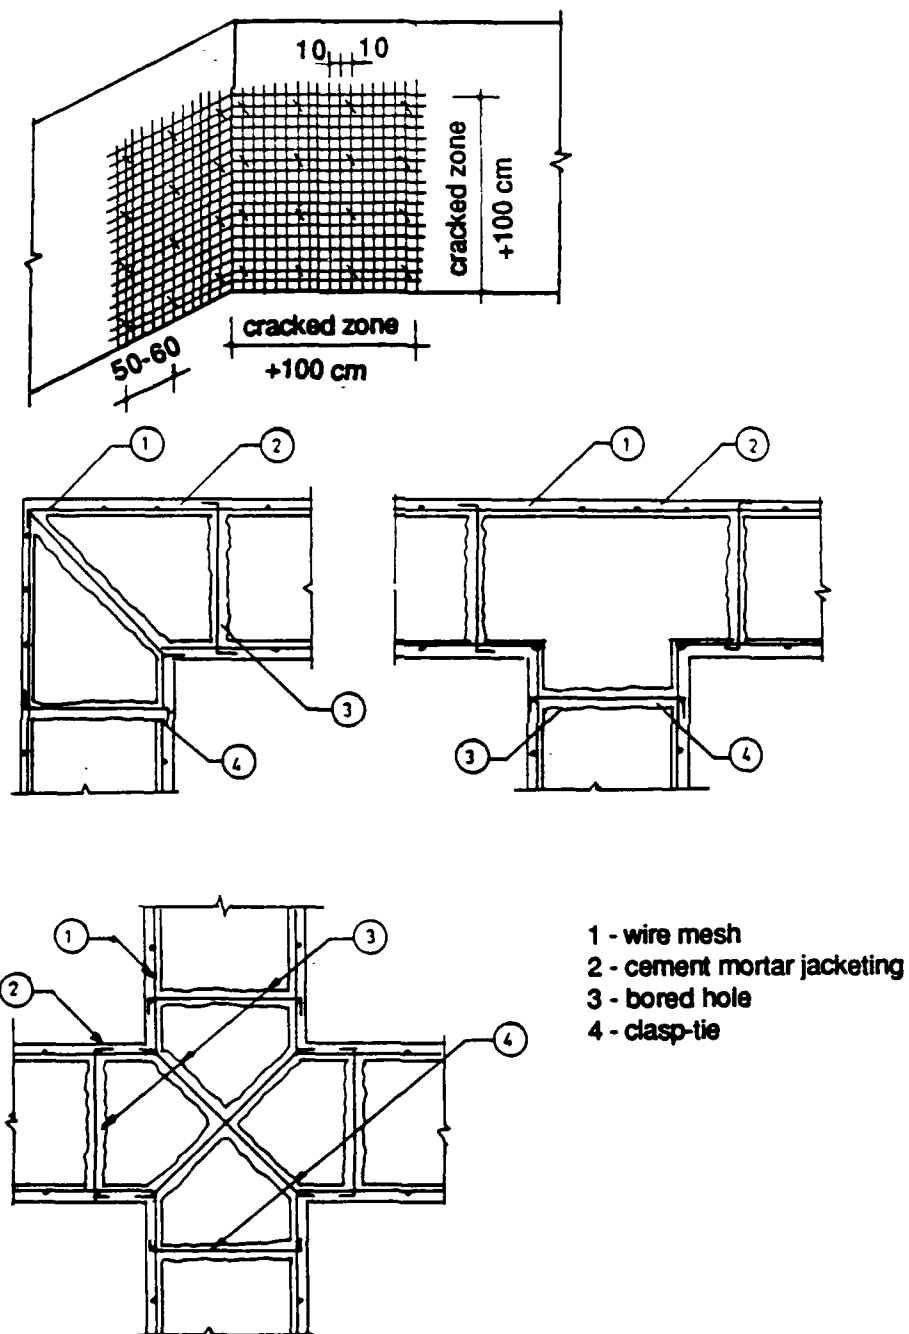 10 10
cracked zone
+100 cm
cracked zone
+100 cm
50-60
1
2
1
2
3
4
3
4
1
3
2
4
1 - wire mesh
2 - cement mortar jacketing
3 - bored hole
4 - clasp-tie